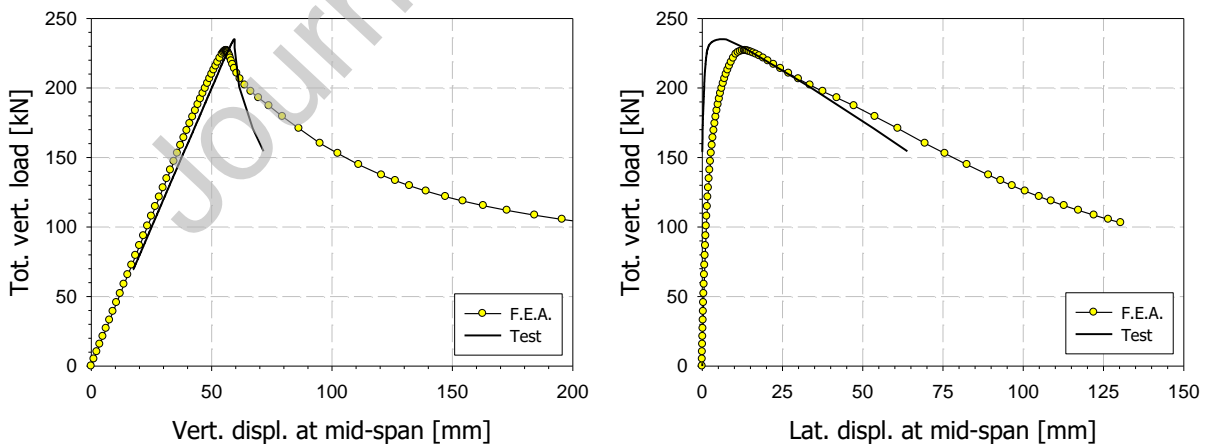 Journ
Tot. vert. load [kN]
250
200
150
100
50
0
F.E.A.
Test
0 50 100 150 200
Vert. displ. at mid-span [mm]
Tot. vert. load [kN]
250
200
150
100
50
0
F.E.A.
Test
0 25 50 75 100 125 150
Lat. displ. at mid-span [mm]